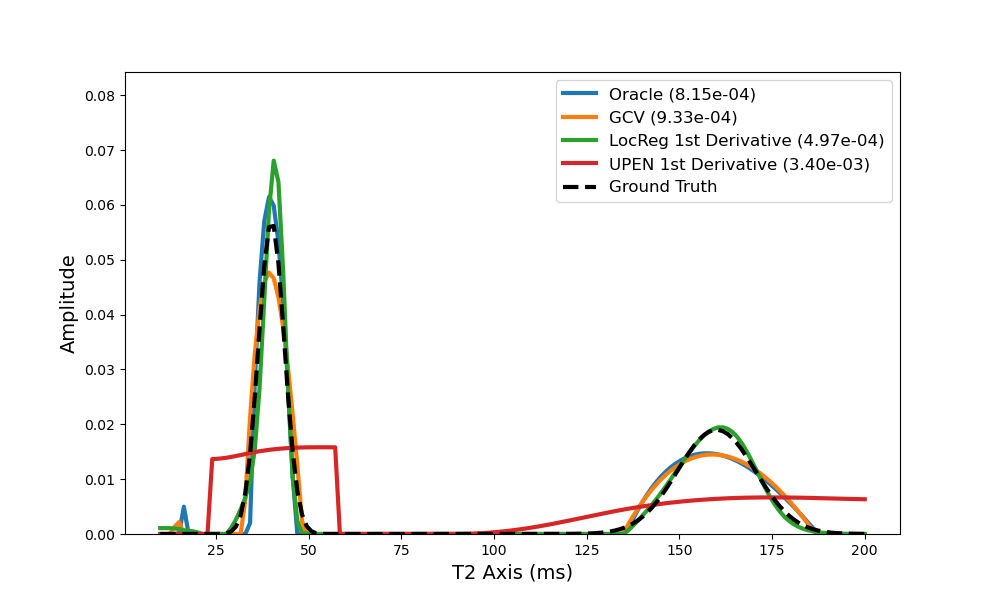 Oracle (8.15e-04)
GCV (9.33e-04)
LocReg 1st Derivative (4.97e-04)
UPEN 1st Derivative (3.40e-03)
Ground Truth
Amplitude
0.08
0.07
0.06
0.05
0.04
0.03
0.02
0.01
0.00
25 50 75 100 125 150 175 200
T2 Axis (ms)